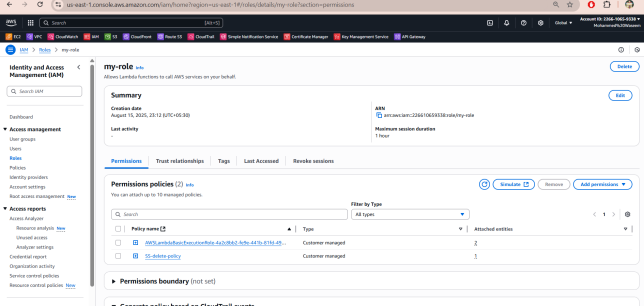 us-east-1.console.aws.amazon.com/iam/home?region=us-east-1#/roles/details/my-role?section=permissions
aws
Search
[Alt+S]
Global
Account ID: 2266-1065-9338
Mohammad%20Waseem
EC2 VPC CloudWatch IAM S3 CloudFront Route 53 CloudTrail Simple Notification Service Certificate Manager Key Management Service API Gateway
IAM > Roles > my-role
Identity and Access Management (IAM)
Search IAM
Dashboard
Access management
User groups
Users
Roles
Policies
Identity providers
Account settings
Root access management New
Access reports
Access Analyzer
Resource analysis New
Unused access
Analyzer settings
Credential report
Organization activity
Service control policies
Resource control policies New
my-role Info
Delete
Allows Lambda functions to call AWS services on your behalf.
Summary
Edit
Creation date
August 15, 2025, 23:12 (UTC+05:30)
ARN
arn:aws:iam::226610659338:role/my-role
Last activity
-
Maximum session duration
1 hour
Permissions Trust relationships Tags Last Accessed Revoke sessions
Permissions policies (2) Info
Simulate Remove Add permissions
You can attach up to 10 managed policies.
Filter by Type
Search
All types
1
Policy name Type Attached entities
Customer managed 2
S3-delete-policy Customer managed 1
Permissions boundary (not set)
Generate policy based on CloudTrail events